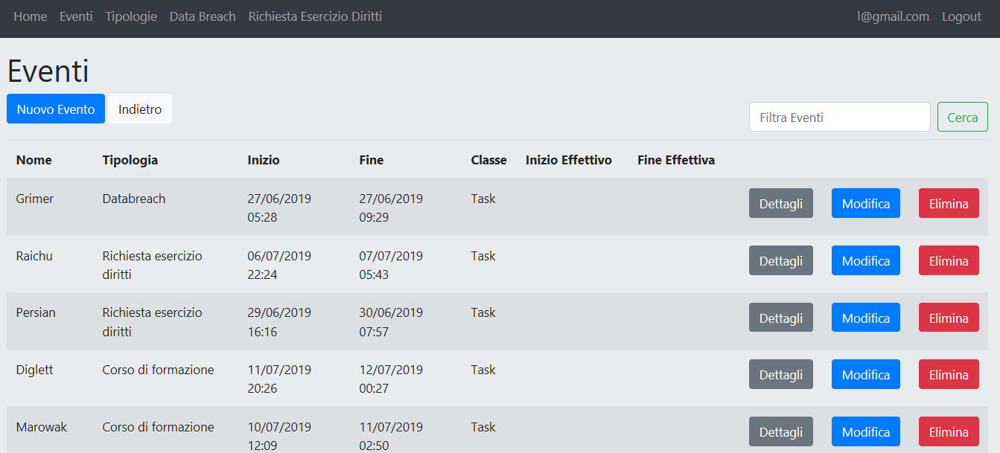 Home Eventi Tipologie Data Breach Richiesta Esercizio Diritti l@gmail.com Logout
Eventi
Nuovo Evento Indietro
Filtra Eventi Cerca
Nome Tipologia Inizio Fine Classe Inizio Effettivo Fine Effettiva
Grimer Databreach 27/06/2019 27/06/2019 Task Dettagli Modifica Elimina
05:28 09:29
Raichu Richiesta esercizio 06/07/2019 07/07/2019 Task Dettagli Modifica Elimina
diritti 22:24 05:43
Persian Richiesta esercizio 29/06/2019 30/06/2019 Task Dettagli Modifica Elimina
diritti 16:16 07:57
Diglett Corso di formazione 11/07/2019 12/07/2019 Task Dettagli Modifica Elimina
20:26 00:27
Marowak Corso di formazione 10/07/2019 11/07/2019 Task Dettagli Modifica Elimina
12:09 02:50